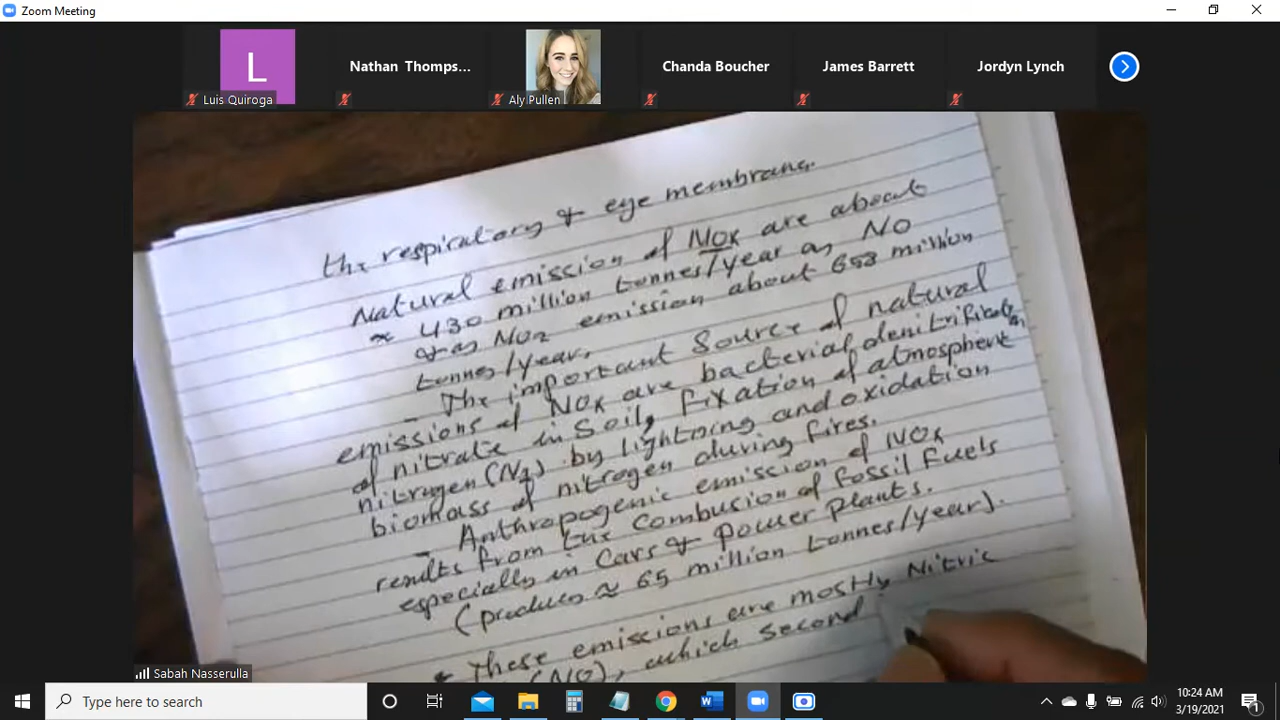 Zoom Meeting
L
Luis Quiroga
Nathan Thomps...
Aly Pullen
Chanda Boucher
James Barrett
Jordyn Lynch
the respiratory & eye membrane.
Natural emission of NOx are about
≈ 430 million tonnes/year as NO
& as NO2 emission about 658 million
tonnes/year.
- The important source of natural
emissions of NOx are bacterial denitrification
of nitrate in Soil, fixation of atmospheric
nitrogen (N2) by lightning and oxidation
biomass of nitrogen during fires.
- Anthropogenic emission of NOx
results from the combusion of fossil fuels
especially in Cars & power plants.
(produces ≈ 65 million tonnes/year).
* These emissions are mostly Nitric
(NO), which second
Sabah Nasserulla
Type here to search
10:24 AM
3/19/2021
1